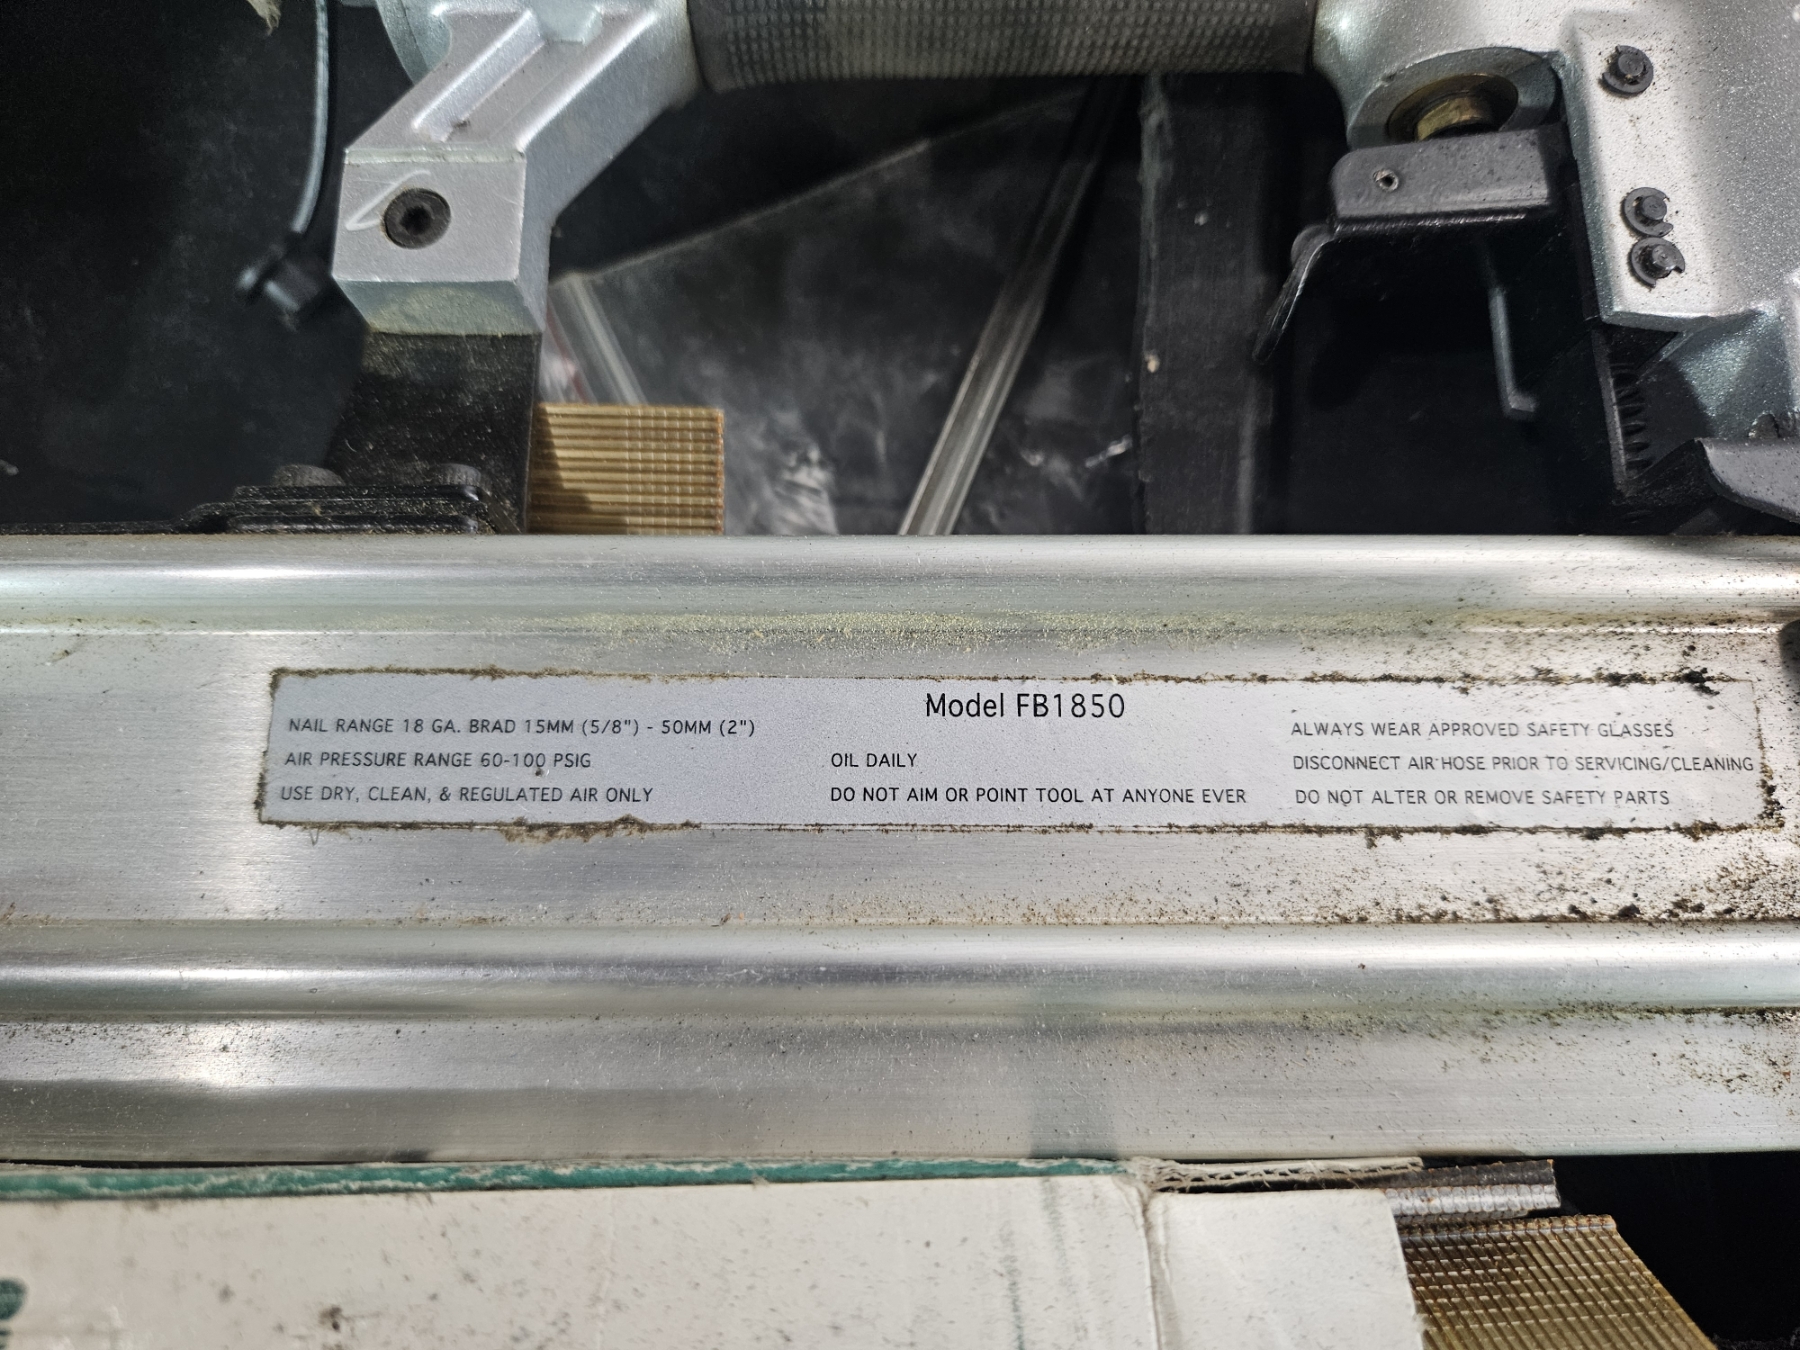 Model FB1850
NAIL RANGE 18 GA. BRAD 15MM (5/8") - 50MM (2")
AIR PRESSURE RANGE 60-100 PSIG
USE DRY, CLEAN, & REGULATED AIR ONLY
OIL DAILY
DO NOT AIM OR POINT TOOL AT ANYONE EVER
ALWAYS WEAR APPROVED SAFETY GLASSES
DISCONNECT AIR HOSE PRIOR TO SERVICING/CLEANING
DO NOT ALTER OR REMOVE SAFETY PARTS